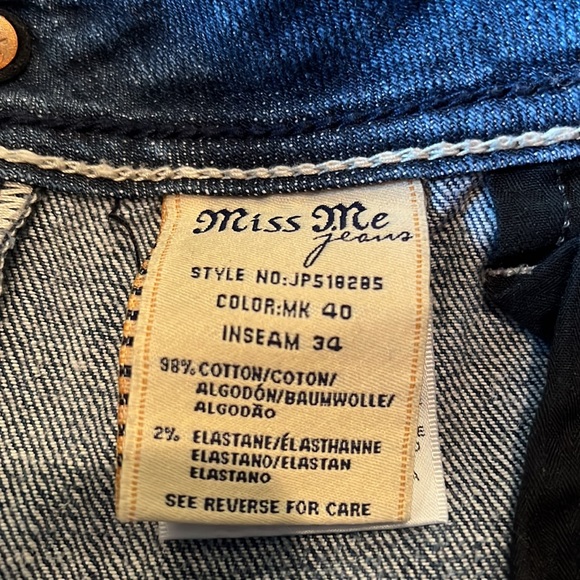 Miss Me
jeans
STYLE NO:JP5182B5
COLOR:MK 40
INSEAM 34
98% COTTON/COTON/
ALGODÓN/BAUMWOLLE/
ALGODÃO
2% ELASTANE/ÉLASTHANNE
ELASTANO/ELASTAN
ELASTANO
SEE REVERSE FOR CARE